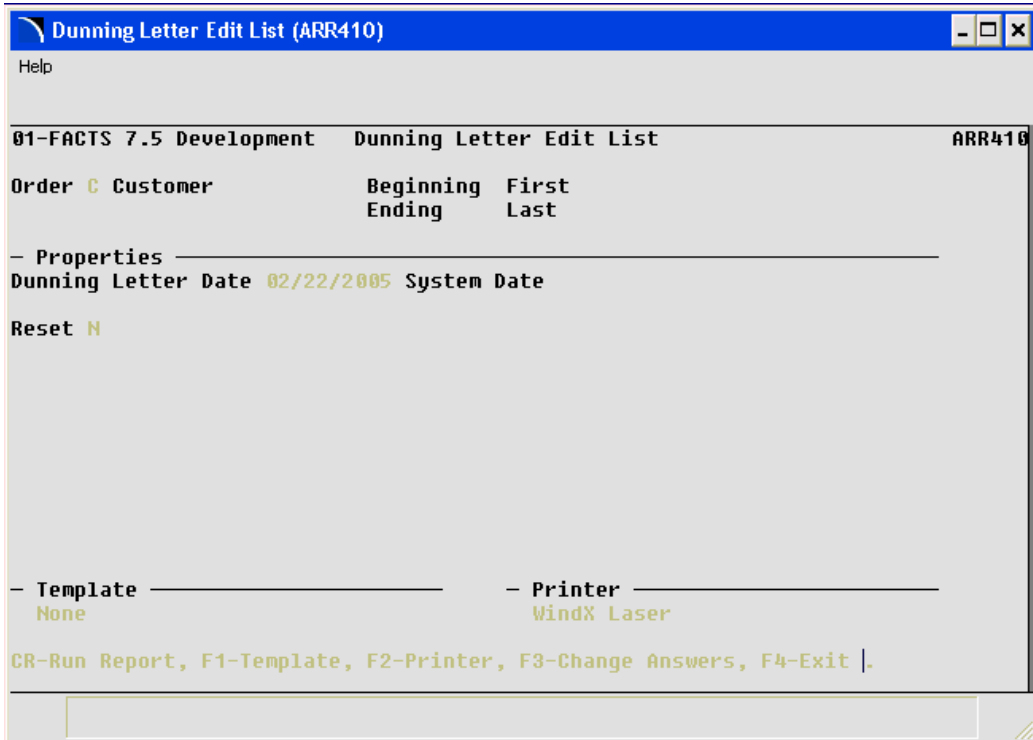 Dunning Letter Edit List (ARR410)
Help
01-FACTS 7.5 Development Dunning Letter Edit List ARR410
Order C Customer Beginning First
Ending Last
Properties
Dunning Letter Date 02/22/2005 System Date
Reset N
Template Printer
None WindX Laser
CR-Run Report, F1-Template, F2-Printer, F3-Change Answers, F4-Exit .